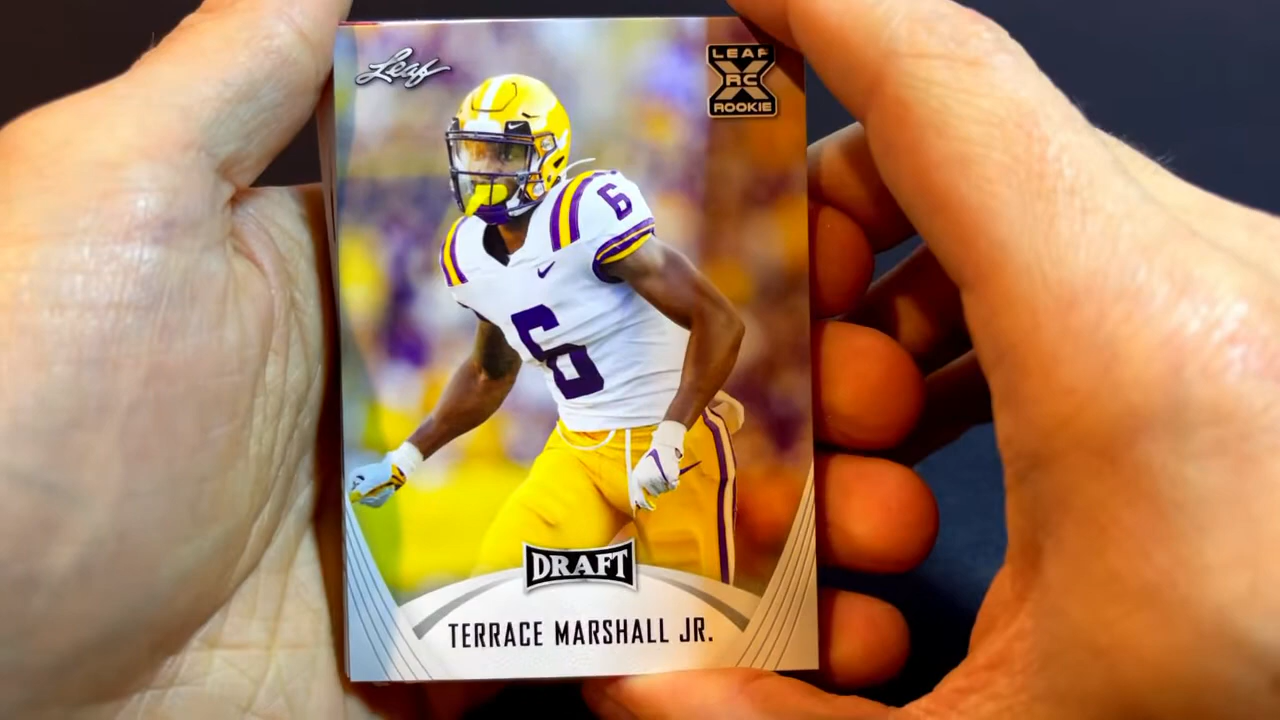 Leaf
LEAF
RC
ROOKIE
6
6
DRAFT
TERRACE MARSHALL JR.